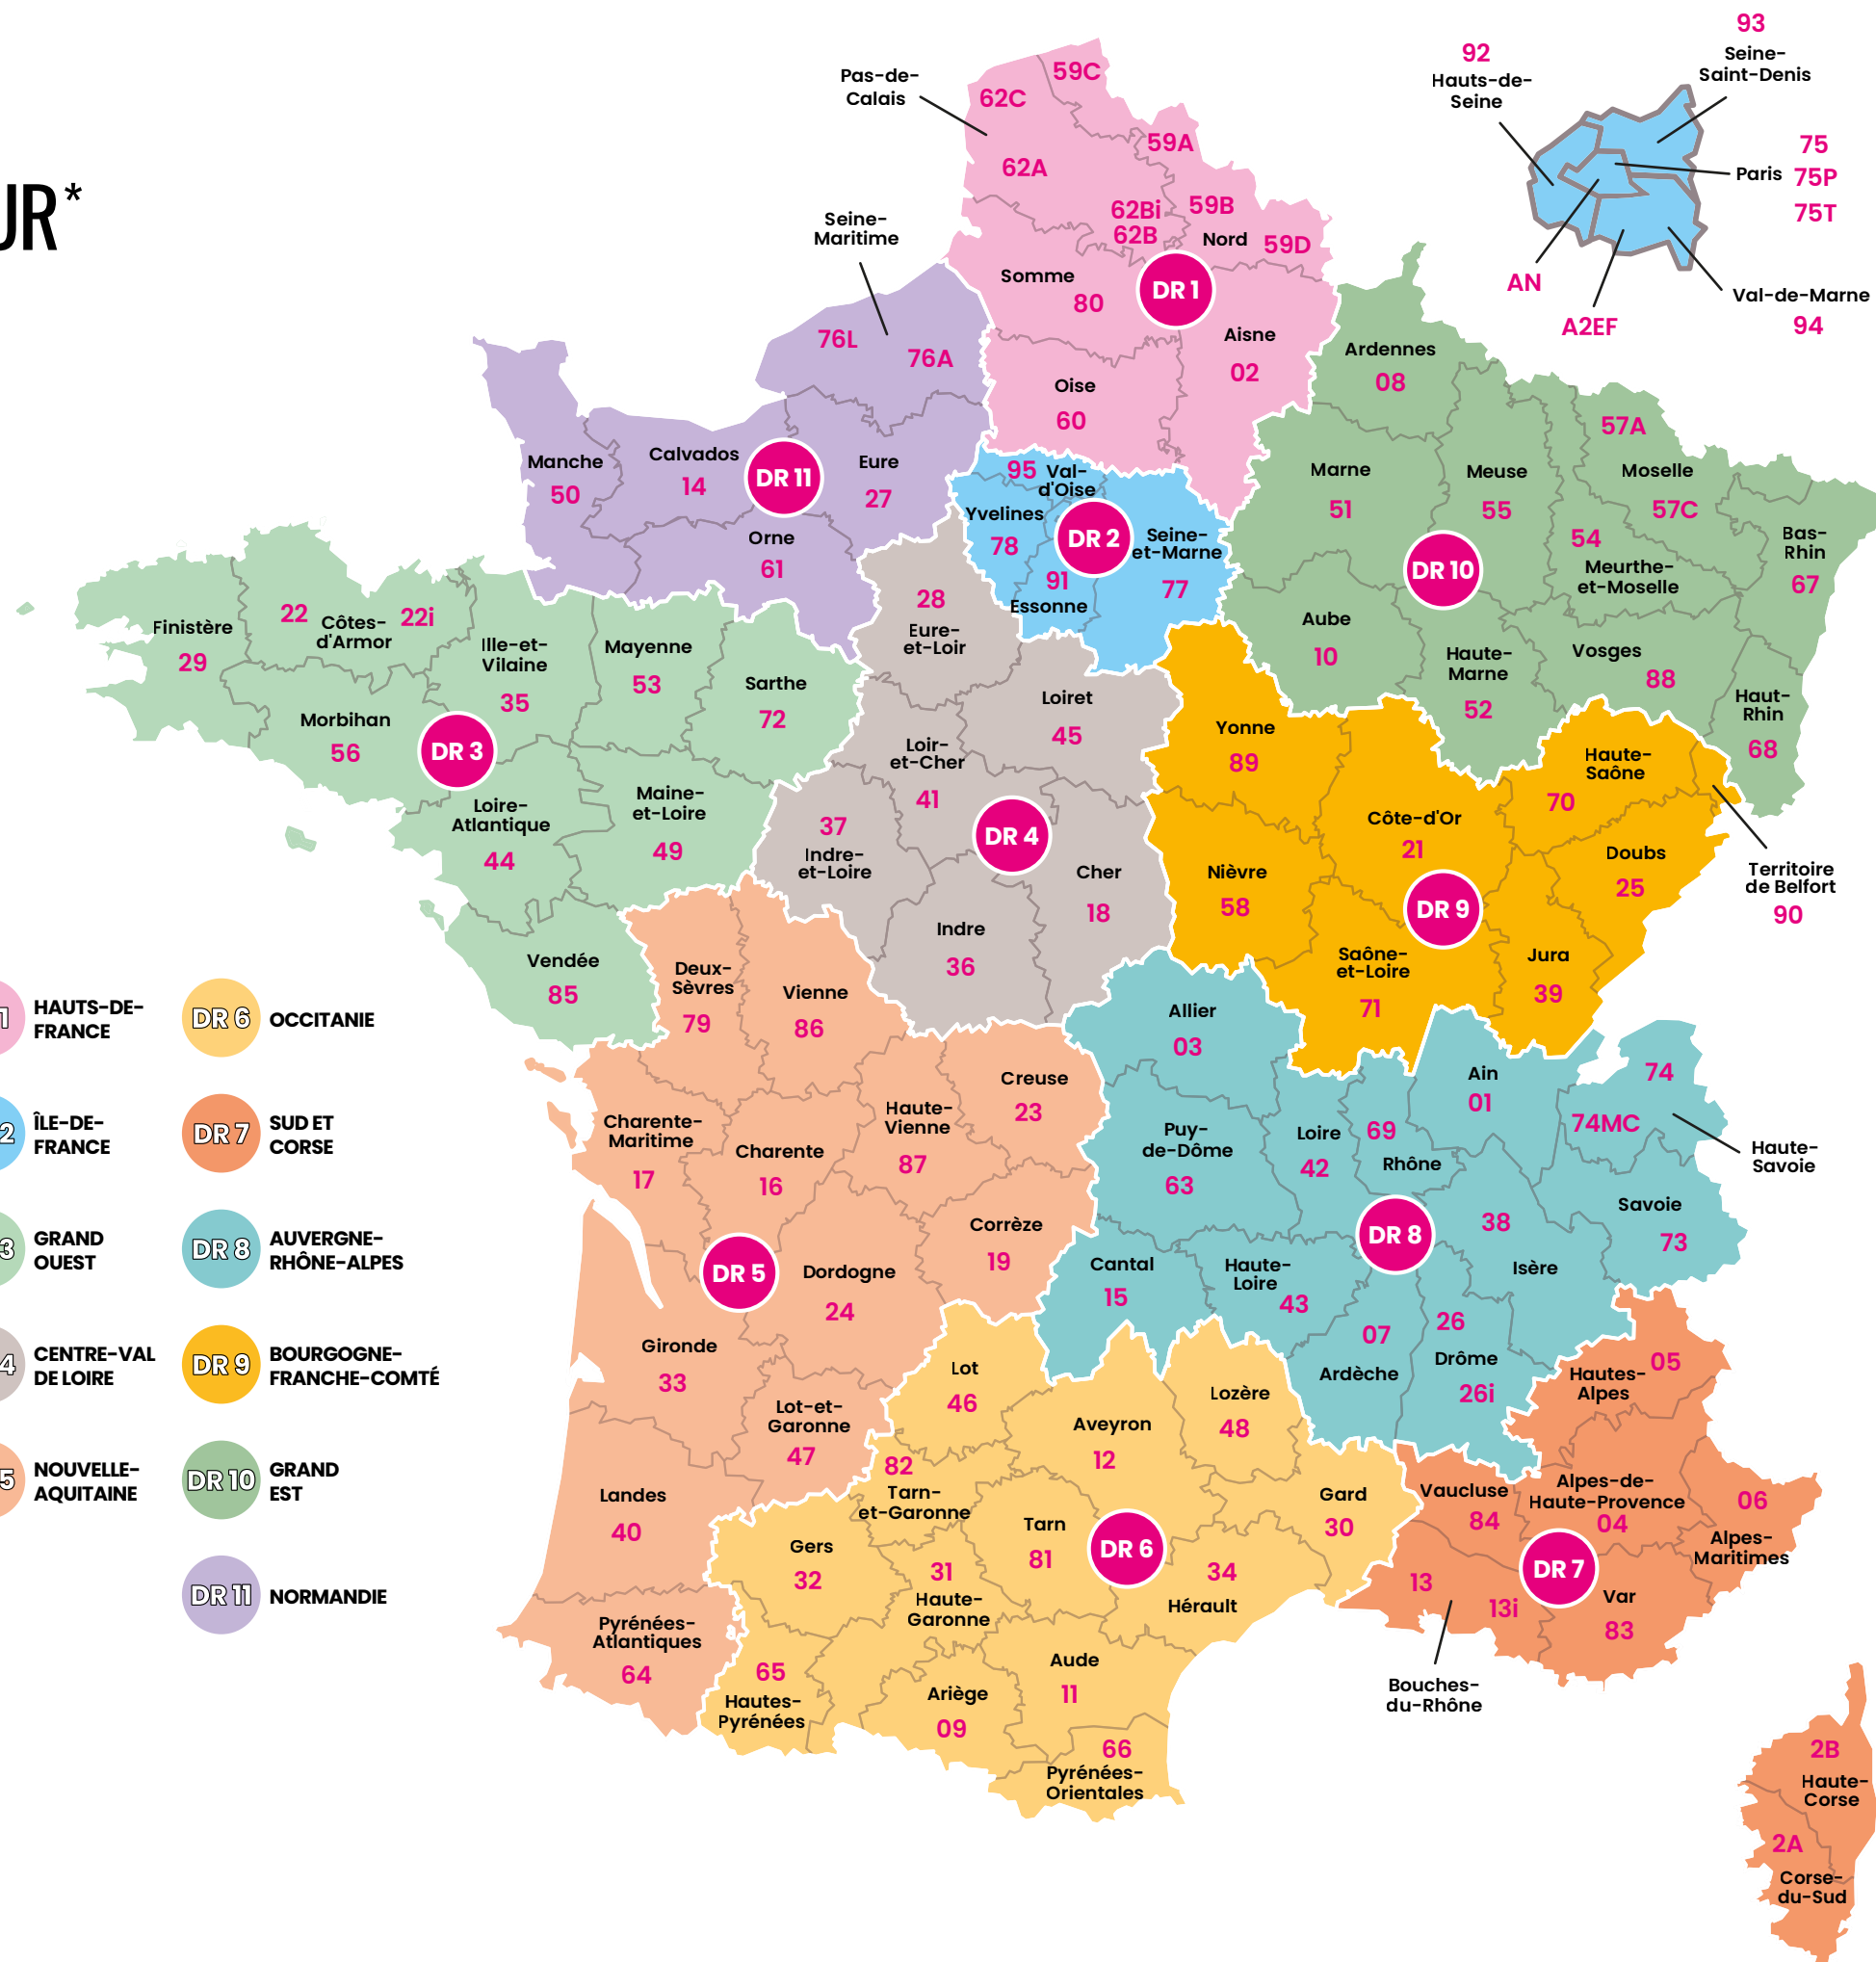 UR*
Pas-de-
Calais
59C
62C
59A
62A
62Bi
62B
59B
Nord
59D
Somme
80
DR 1
Aisne
02
Oise
60
92
Hauts-de-
Seine
93
Seine-
Saint-Denis
75
Paris 75P
75T
AN
A2EF
Val-de-Marne
94
Seine-
Maritime
76L
76A
Manche
50
Calvados
14
DR 11
Eure
27
Orne
61
95 Val-
d'Oise
Yvelines
78
DR 2
Seine-
et-Marne
77
91
Essonne
Ardennes
08
Marne
51
Meuse
55
57A
Moselle
57C
54
Meurthe-
et-Moselle
Bas-
Rhin
67
DR 10
Aube
10
Haute-
Marne
52
Vosges
88
Haut-
Rhin
68
Finistère
29
22
Côtes-
d'Armor
22i
Ille-et-
Vilaine
35
Mayenne
53
Sarthe
72
Morbihan
56
DR 3
Loire-
Atlantique
44
Maine-
et-Loire
49
Vendée
85
28
Eure-
et-Loir
Loiret
45
Loir-
et-Cher
41
37
Indre-
et-Loire
DR 4
Cher
18
Indre
36
Yonne
89
Nièvre
58
Côte-d'Or
21
DR 9
Haute-
Saône
70
Doubs
25
Territoire
de Belfort
90
Saône-
et-Loire
71
Jura
39
Deux-
Sèvres
79
Vienne
86
Charente-
Maritime
17
Charente
16
Haute-
Vienne
87
Creuse
23
Corrèze
19
DR 5
Dordogne
24
Gironde
33
Lot-et-
Garonne
47
Landes
40
Pyrénées-
Atlantiques
64
Allier
03
Puy-
de-Dôme
63
Loire
42
69
Rhône
Ain
01
74
74MC
Haute-
Savoie
Savoie
73
DR 8
38
Isère
Cantal
15
Haute-
Loire
43
07
Ardèche
26
Drôme
26i
Lot
46
Aveyron
12
Lozère
48
82
Tarn-
et-Garonne
Tarn
81
DR 6
Gard
30
Gers
32
31
Haute-
Garonne
34
Hérault
65
Hautes-
Pyrénées
Ariège
09
Aude
11
66
Pyrénées-
Orientales
05
Hautes-
Alpes
Vaucluse
84
Alpes-de-
Haute-Provence
04
06
Alpes-
Maritimes
DR 7
13
13i
Bouches-
du-Rhône
Var
83
2B
Haute-
Corse
2A
Corse-
du-Sud
1 HAUTS-DE-
FRANCE
2 ÎLE-DE-
FRANCE
3 GRAND
OUEST
4 CENTRE-VAL
DE LOIRE
5 NOUVELLE-
AQUITAINE
DR 6 OCCITANIE
DR 7 SUD ET
CORSE
DR 8 AUVERGNE-
RHÔNE-ALPES
DR 9 BOURGOGNE-
FRANCHE-COMTÉ
DR 10 GRAND
EST
DR 11 NORMANDIE